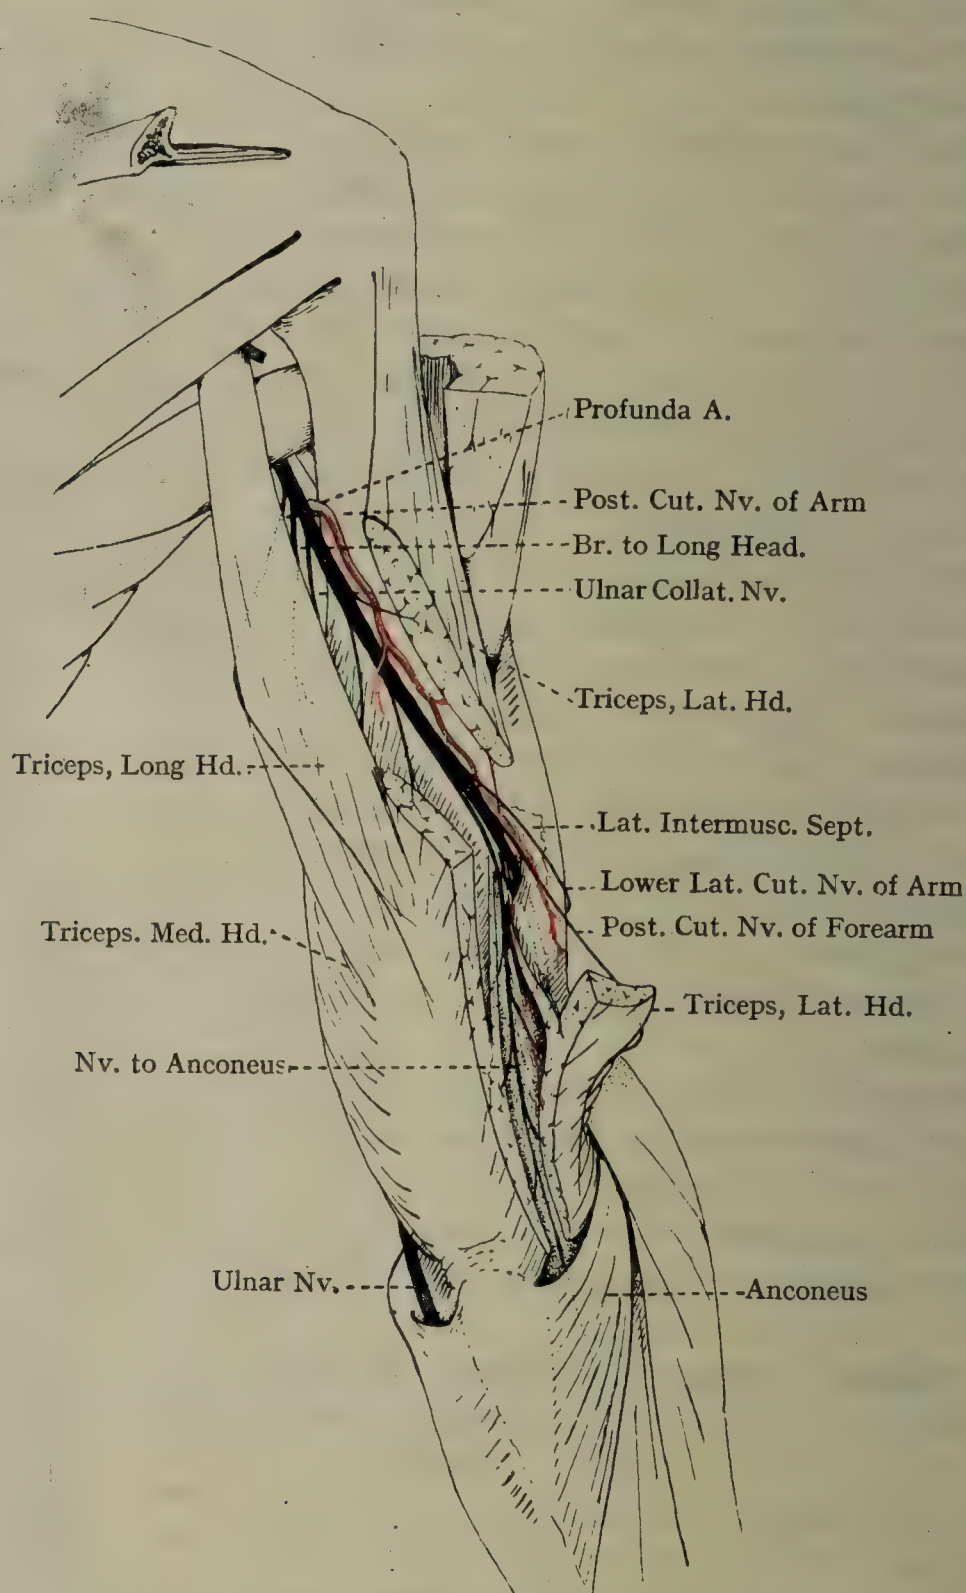 Profunda A.
Post. Cut. Nv. of Arm
Br. to Long Head.
Ulnar Collat. Nv.
Triceps, Lat. Hd.
Triceps, Long Hd.
Lat. Intermusc. Sept.
Lower Lat. Cut. Nv. of Arm
Post. Cut. Nv. of Forearm
Triceps. Med. Hd.
Triceps, Lat. Hd.
Nv. to Anconeus
Ulnar Nv.
Anconeus